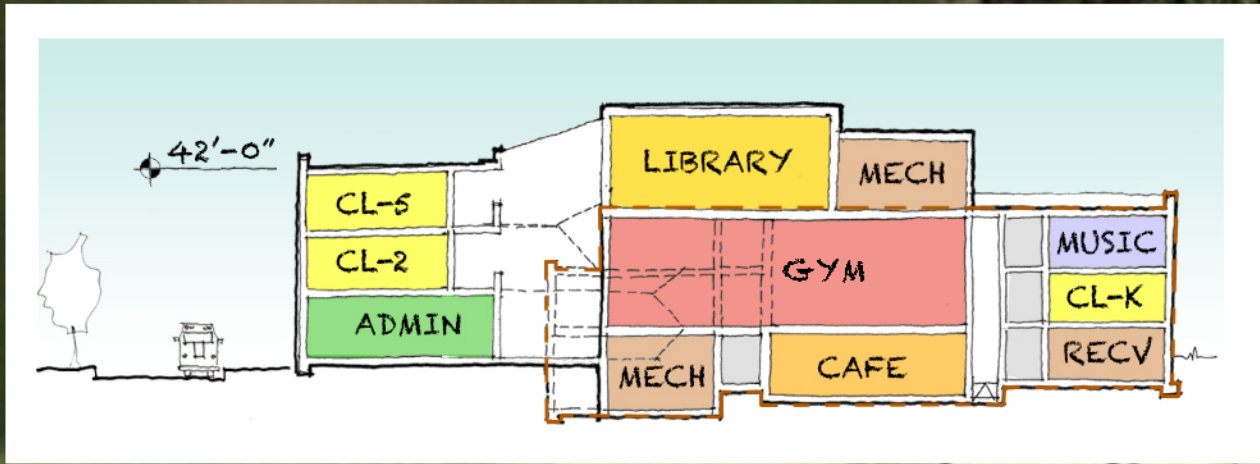 42'-0"
LIBRARY
MECH
CL-5
CL-2
ADMIN
GYM
MUSIC
CL-K
RECV
MECH
CAFE